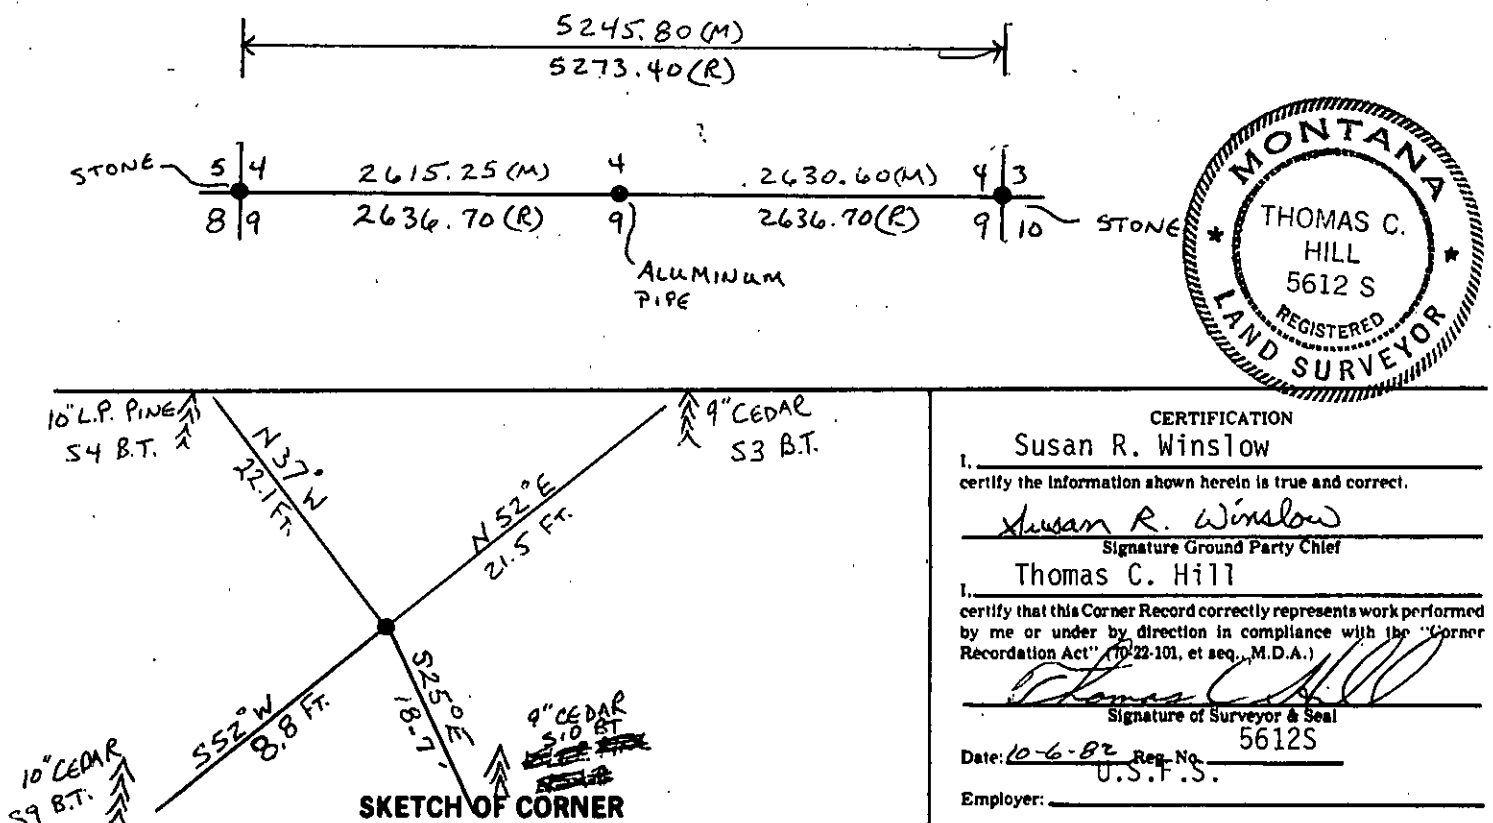 5245.80 (M)
5273.40 (R)
STONE
5 4
2615.25 (M)
4
2630.60 (M)
4 3
8 9
2636.70 (R)
9
2636.70 (R)
9 10
STONE
ALUMINUM
PIPE
MONTANA
THOMAS C.
HILL
5612 S
REGISTERED
LAND SURVEYOR
10" L.P. PINE
S4 B.T.
N 37° W
22.1 FT.
9" CEDAR
S3 B.T.
N 52° E
21.5 FT.
S52° W
8.8 FT.
S25° E
18.7'
9" CEDAR
S10 BT
10" CEDAR
S9 B.T.
SKETCH OF CORNER
CERTIFICATION
I. Susan R. Winslow
certify the information shown herein is true and correct.
Susan R. Winslow
Signature Ground Party Chief
I. Thomas C. Hill
certify that this Corner Record correctly represents work performed
by me or under by direction in compliance with the "Corner
Recordation Act" (70-22-101, et seq., M.D.A.)
Thomas C Hill
Signature of Surveyor & Seal
Date: 10-6-82 Reg. No. 5612S
U.S.F.S.
Employer: